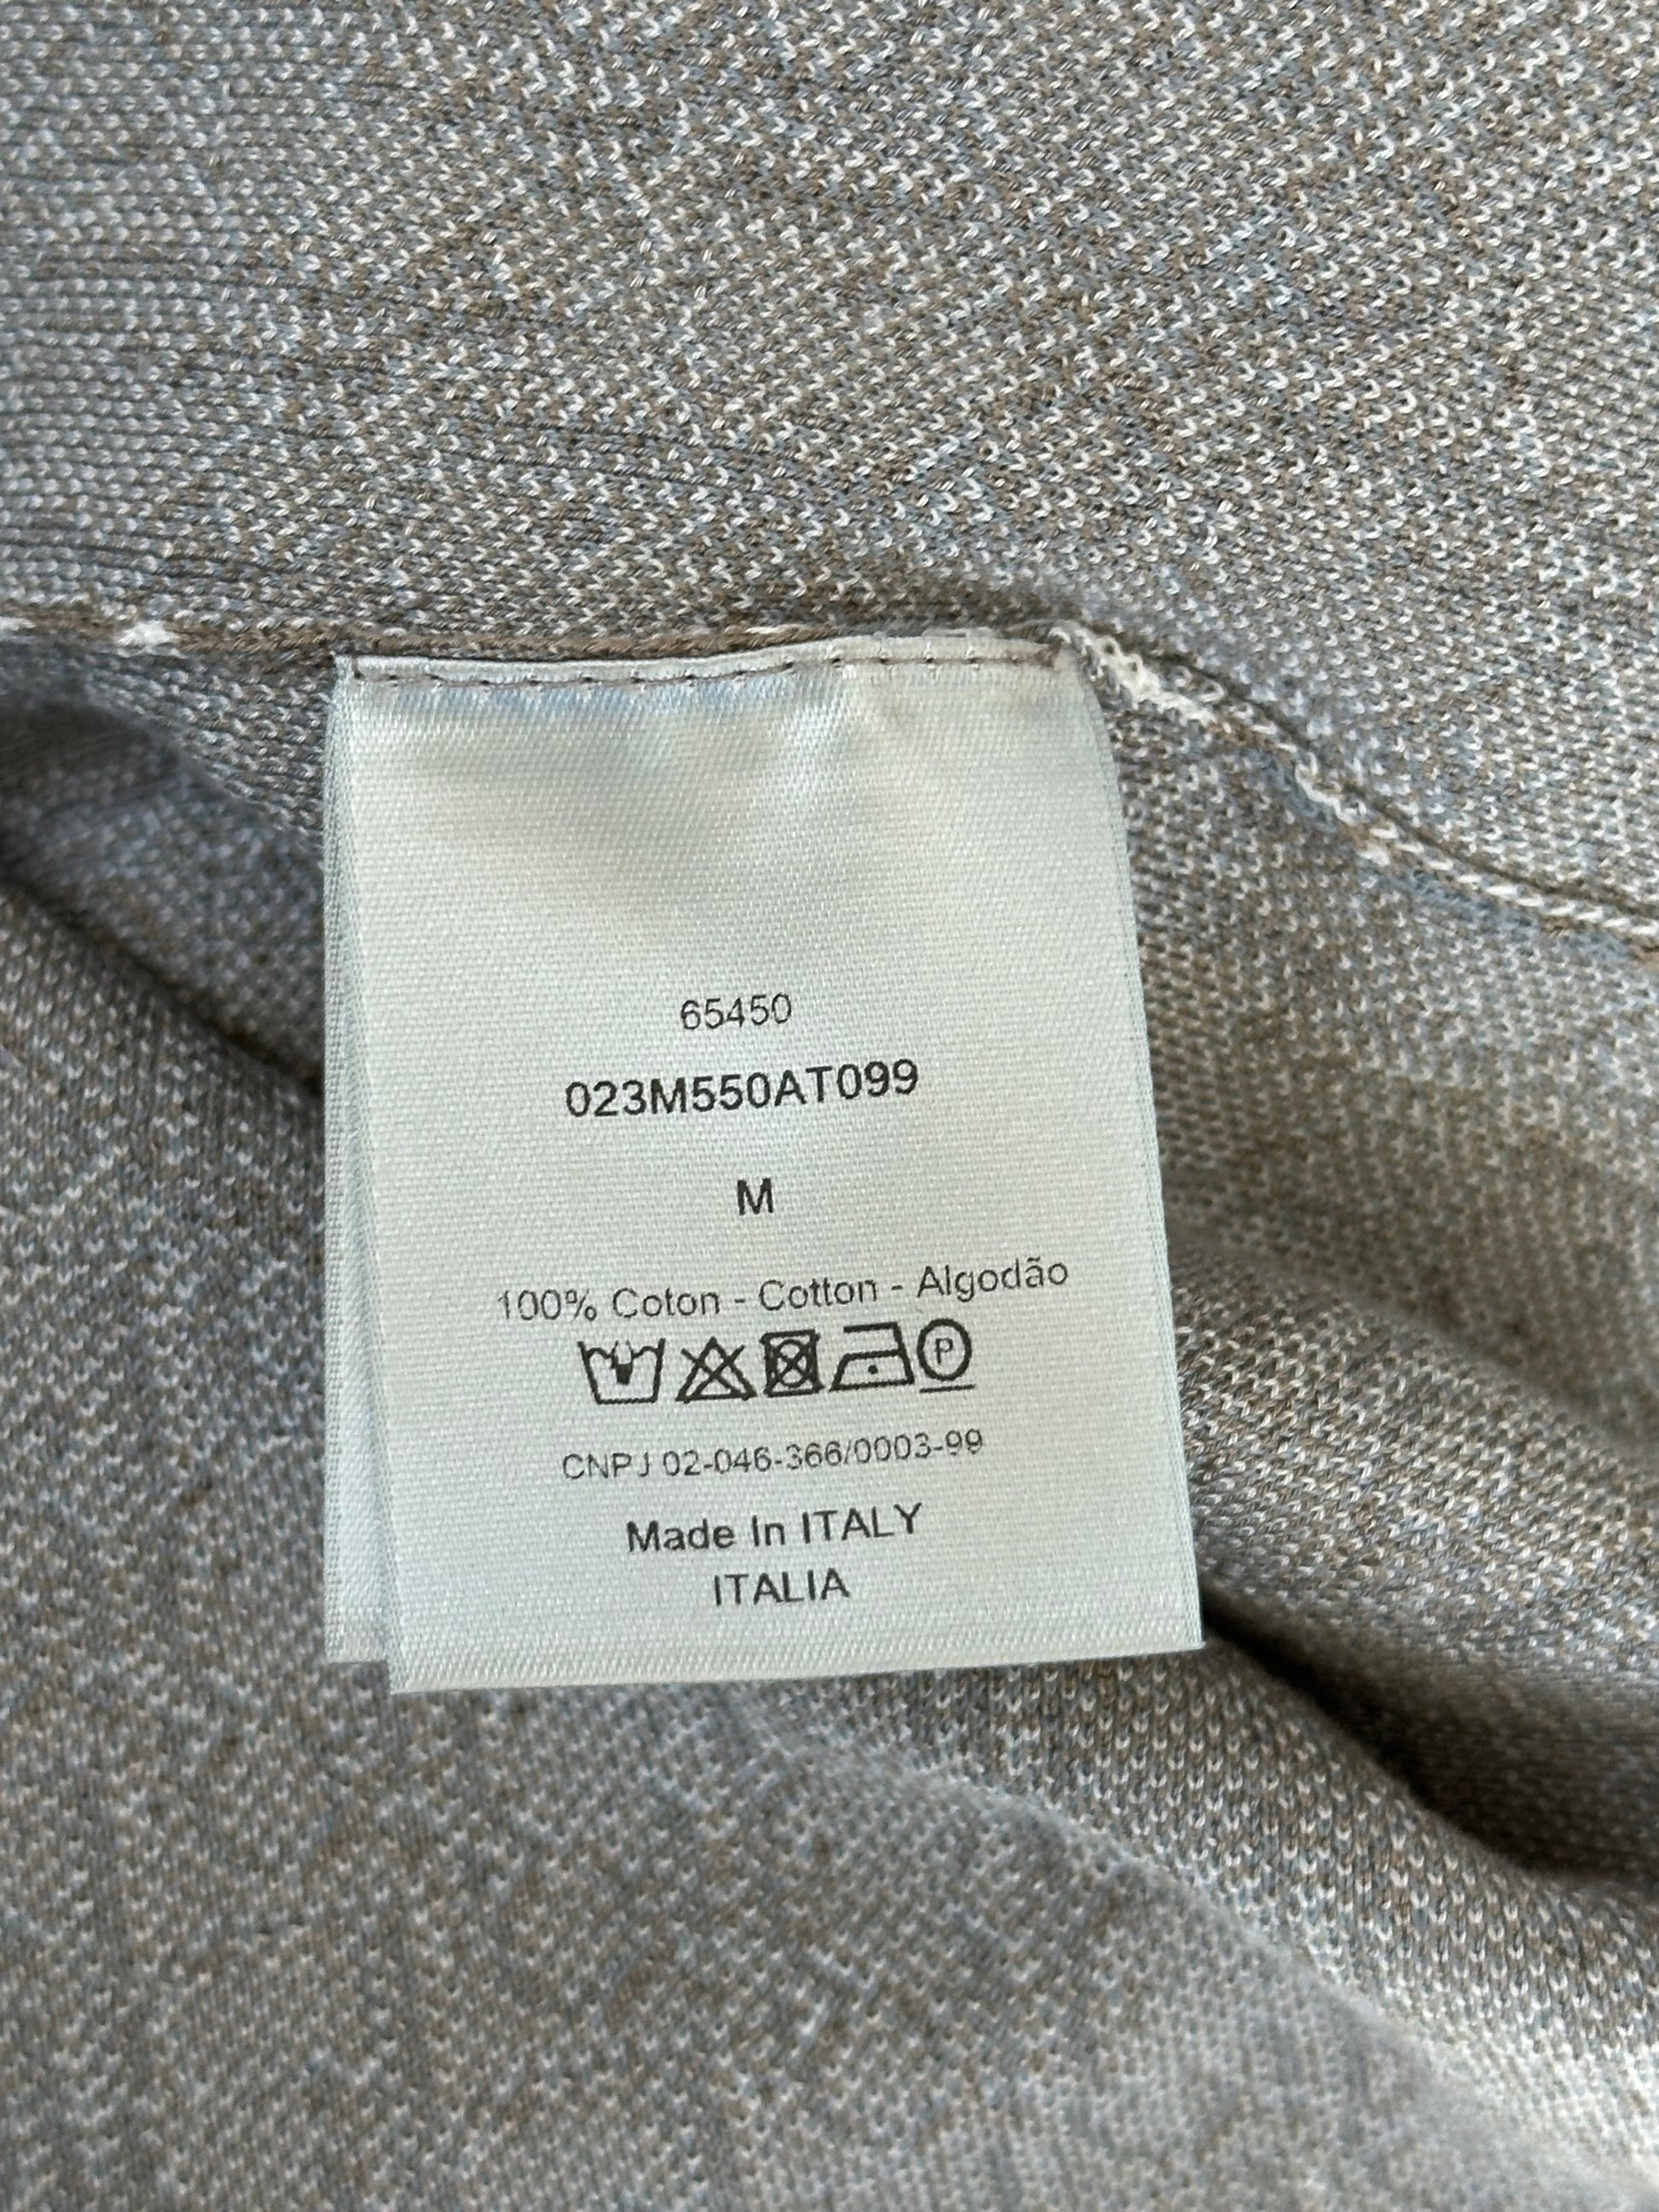 65450
023M550AT099
M
100% Coton - Cotton - Algodão
P
CNPJ 02-046-366/0003-99
Made In ITALY
ITALIA